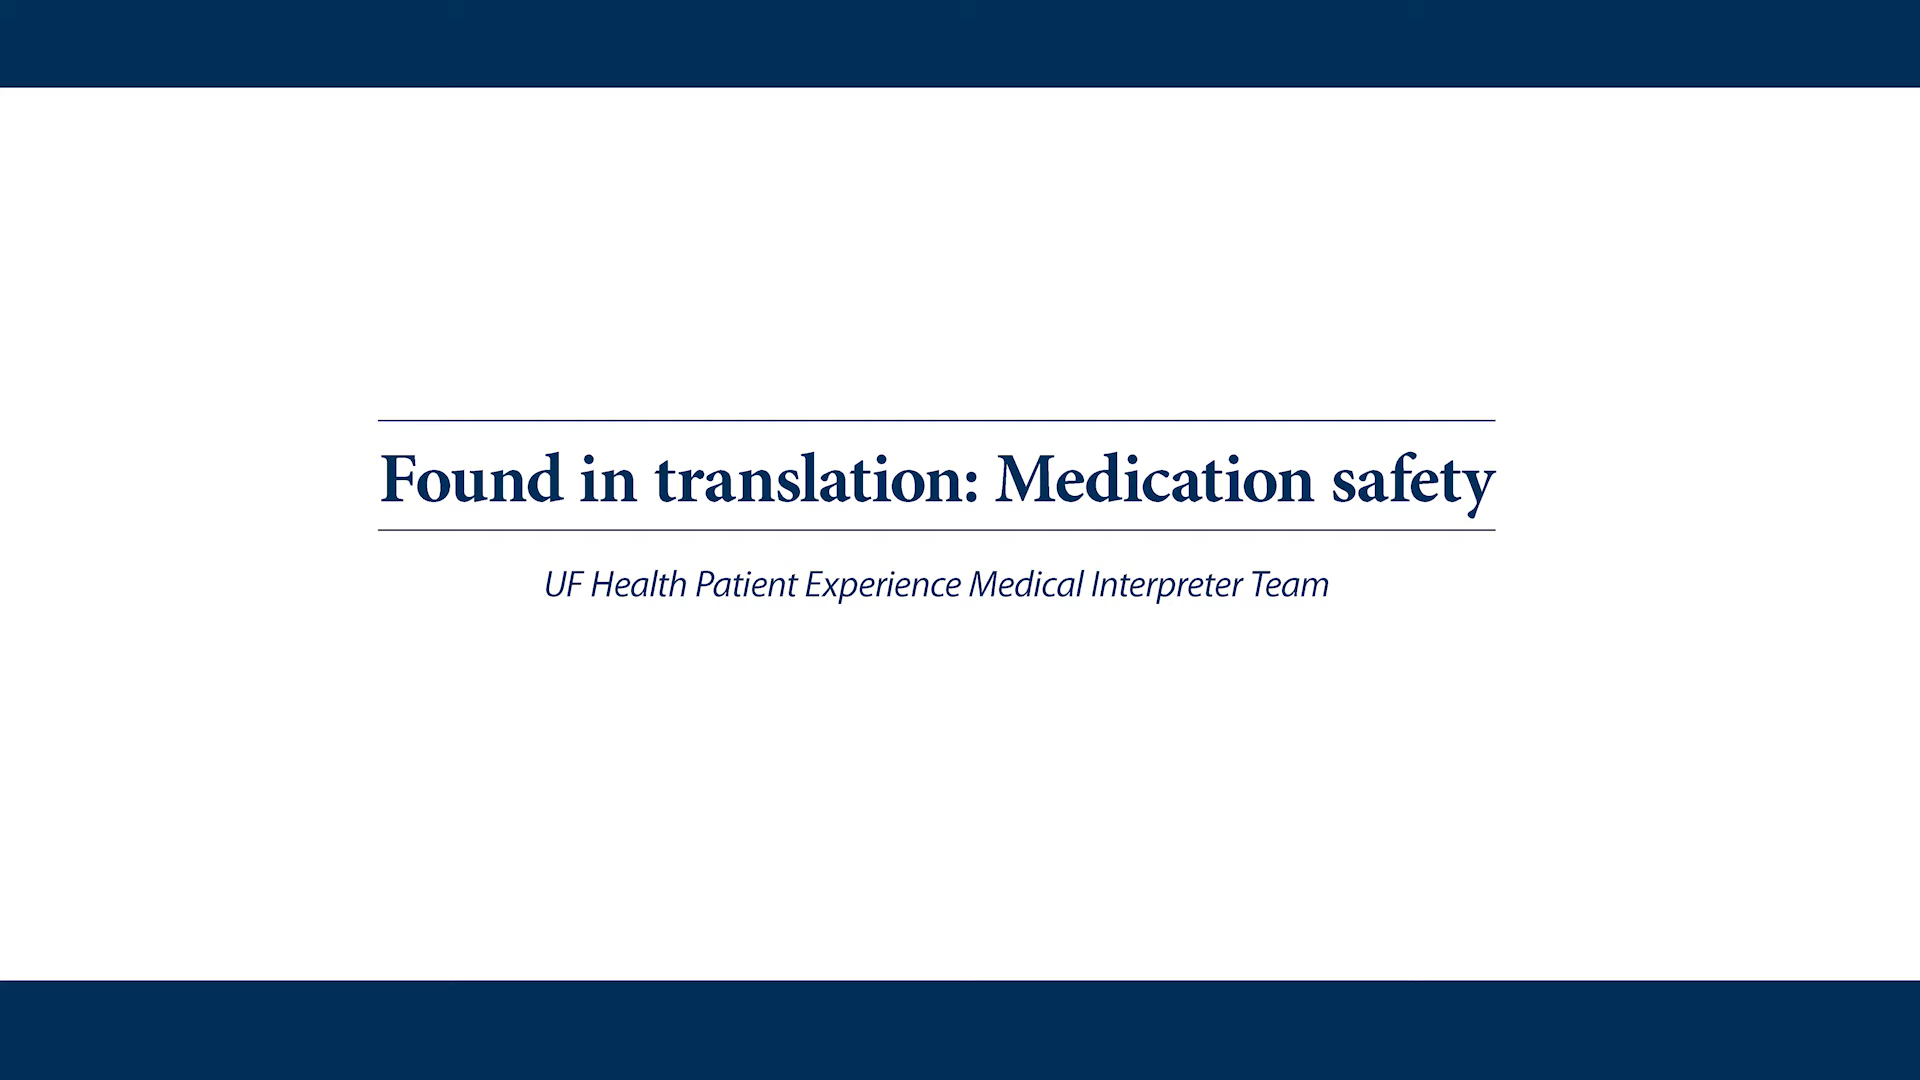 Found in translation: Medication safety
UF Health Patient Experience Medical Interpreter Team